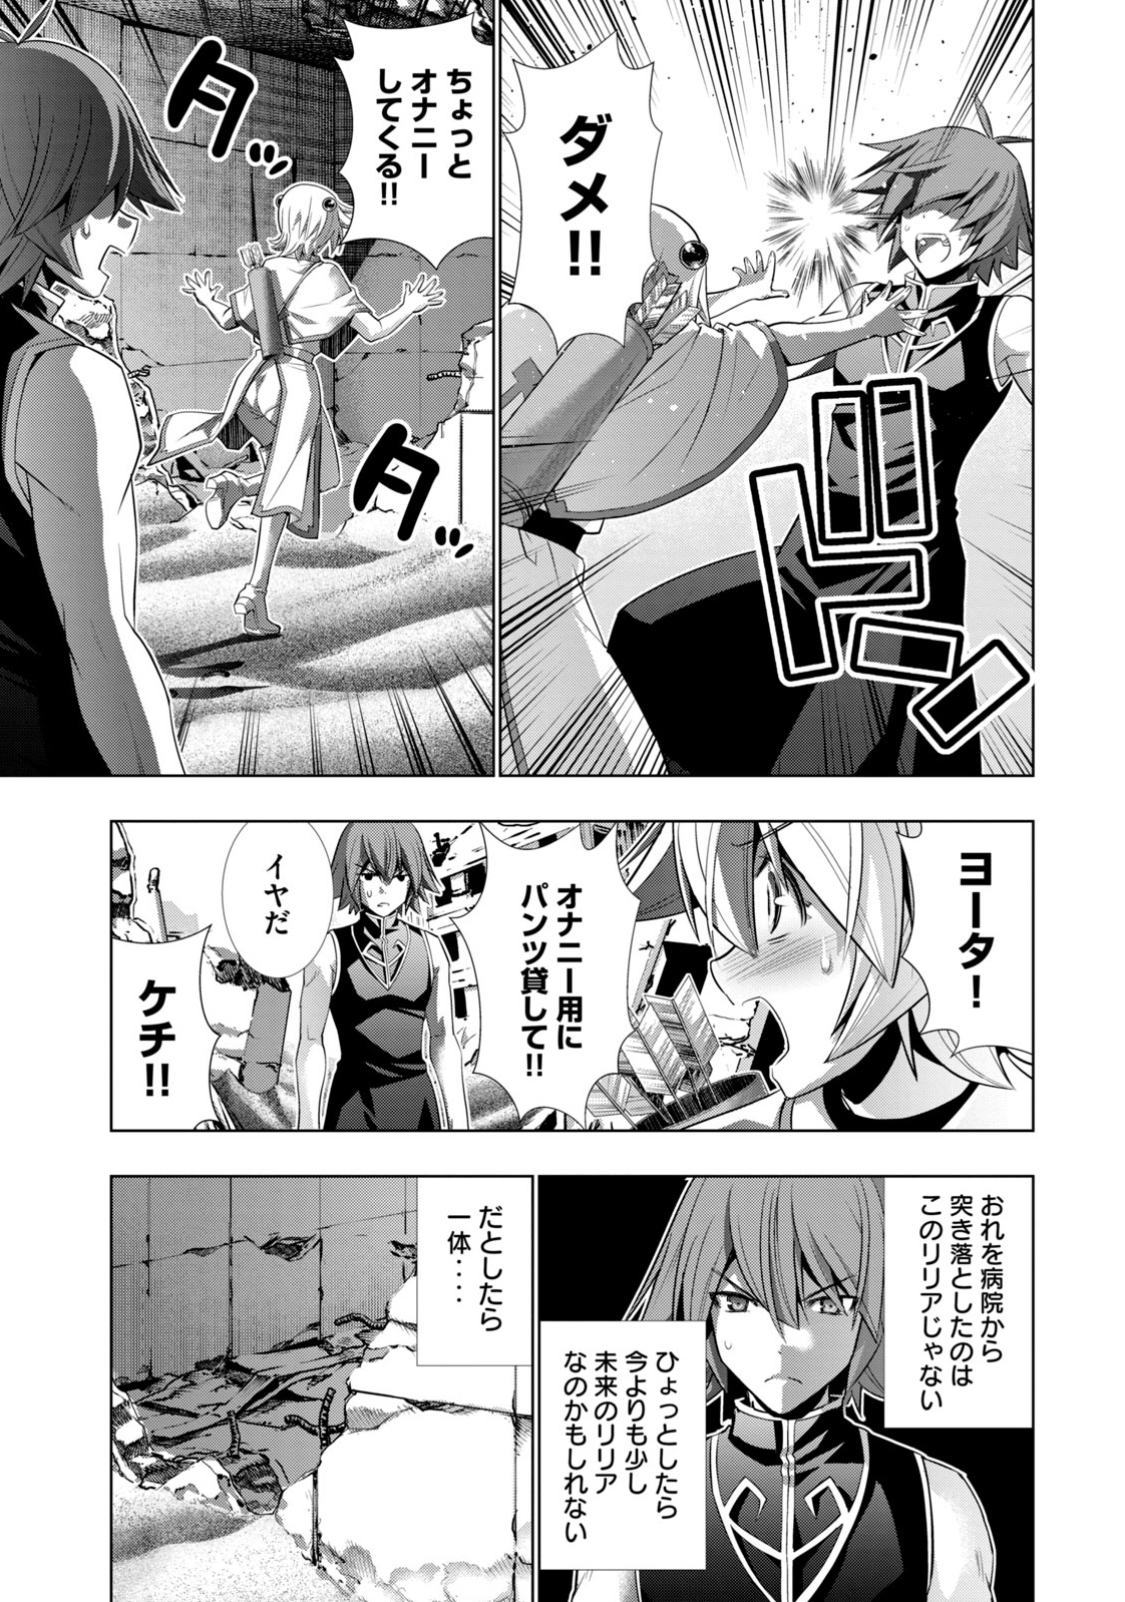 ダメ!!
ドン
ちょっと
オナニー
してくる!!
タッ
タッ
ヨータ!
オナニー用に
パンツ貸して!!
イヤだ
ケチ!!
おれを病院から
突き落としたのは
このリリアじゃない
ひょっとしたら
今よりも少し
未来のリリア
なのかもしれない
だとしたら
一体‥‥